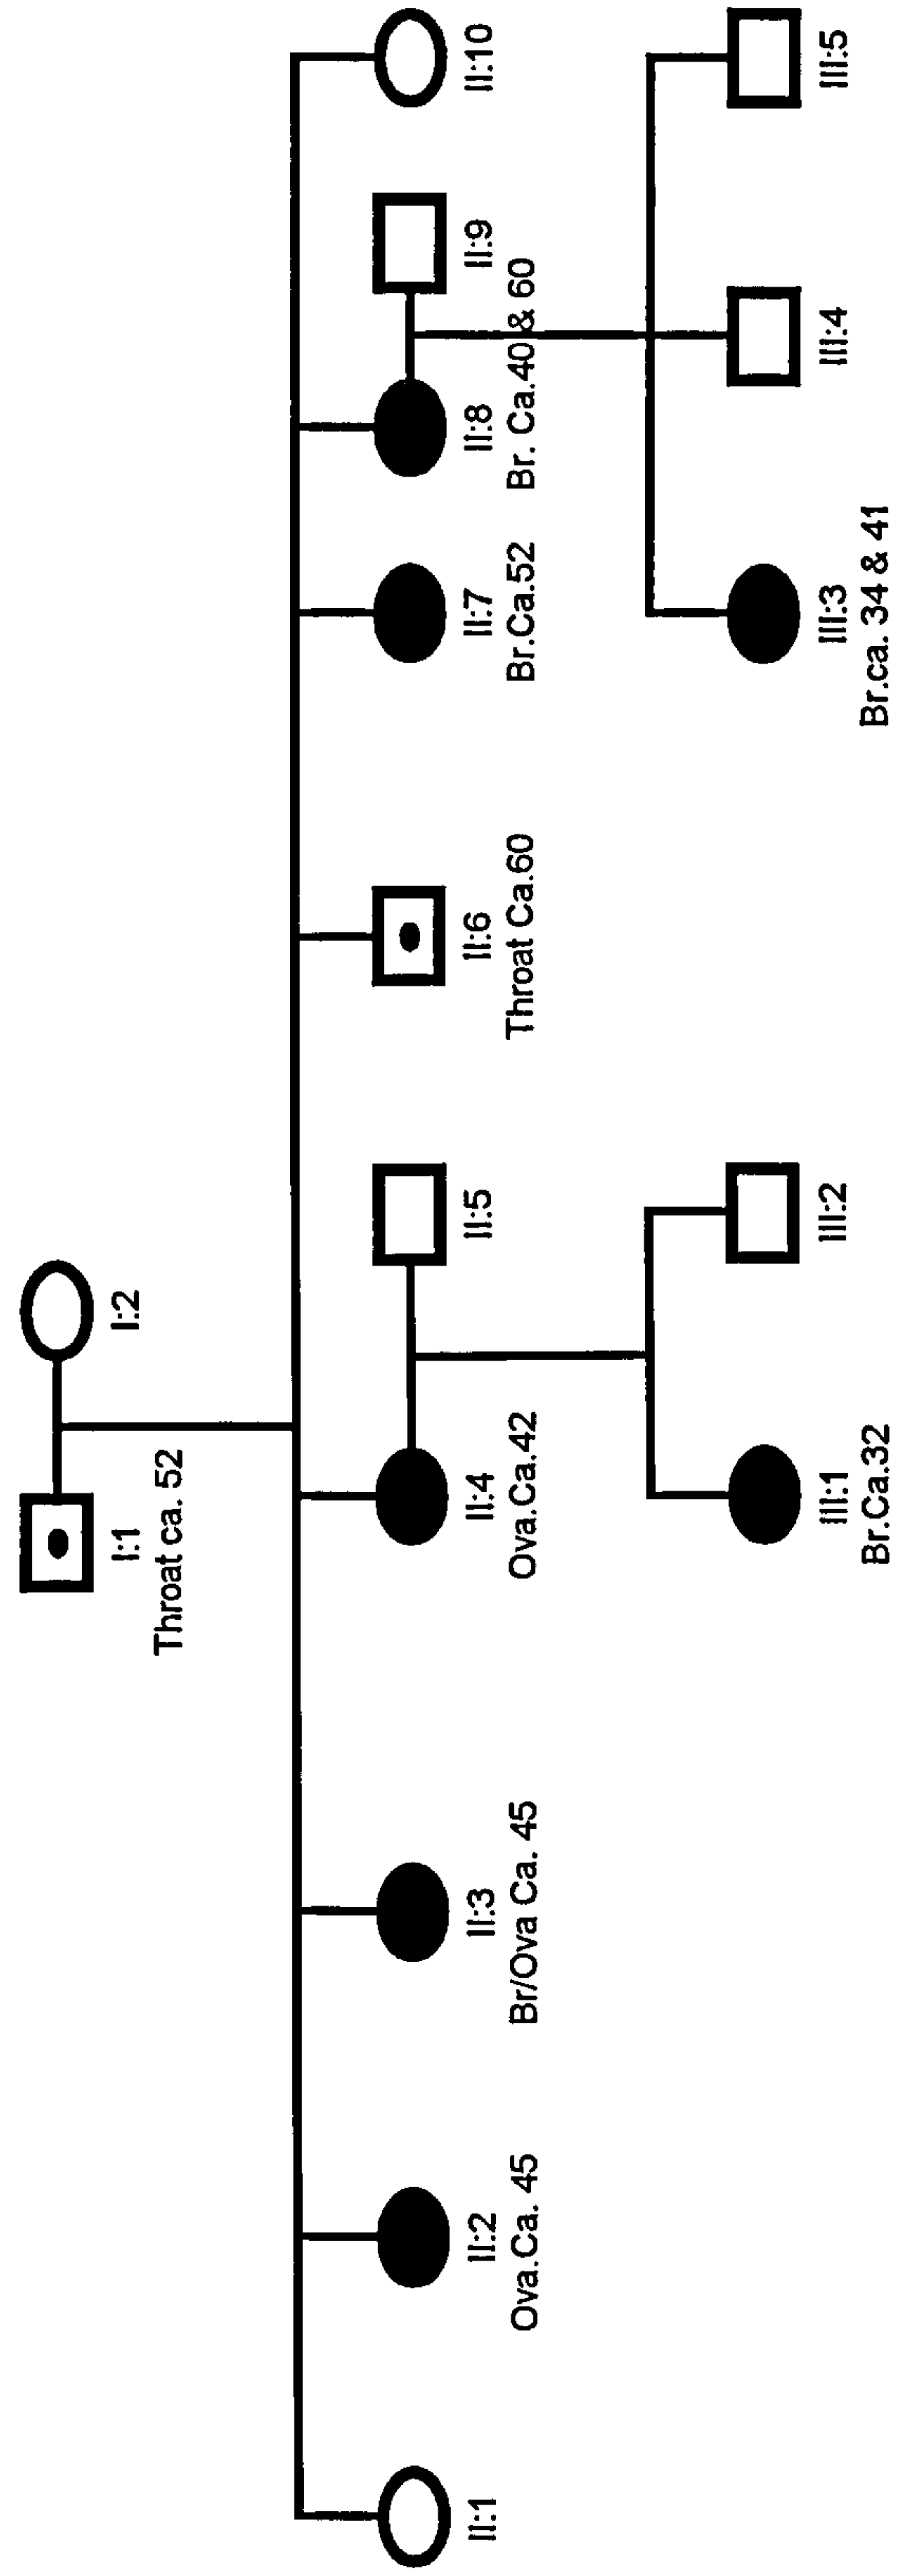 I:1
Throat ca. 52
I:2
II:1
II:2
Ova.Ca. 45
II:3
Br/Ova Ca. 45
II:4
Ova.Ca.42
II:5
II:6
Throat Ca.60
II:7
Br.Ca.52
II:8
Br. Ca.40 & 60
II:9
II:10
III:1
Br.Ca.32
III:2
III:3
Br.ca. 34 & 41
III:4
III:5